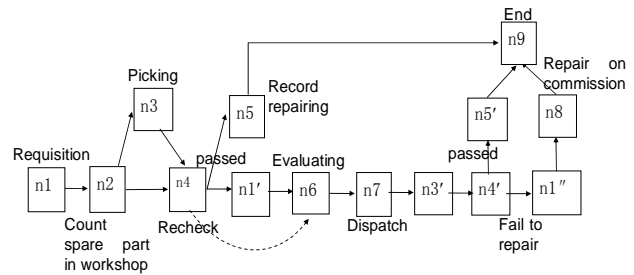 End
n9
Repair on
commission
Picking
n3
Record
repairing
n5
n5′
n8
Requisition
passed
Evaluating
passed
n1
n2
n4
n1′
n6
n7
n3′
n4′
n1″
Count
spare part
in workshop
Recheck
Dispatch
Fail to
repair